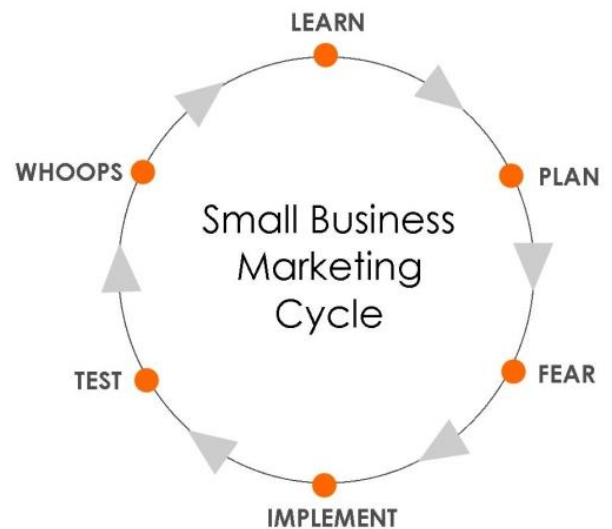 LEARN
PLAN
FEAR
IMPLEMENT
TEST
WHOOPS
Small Business
Marketing
Cycle